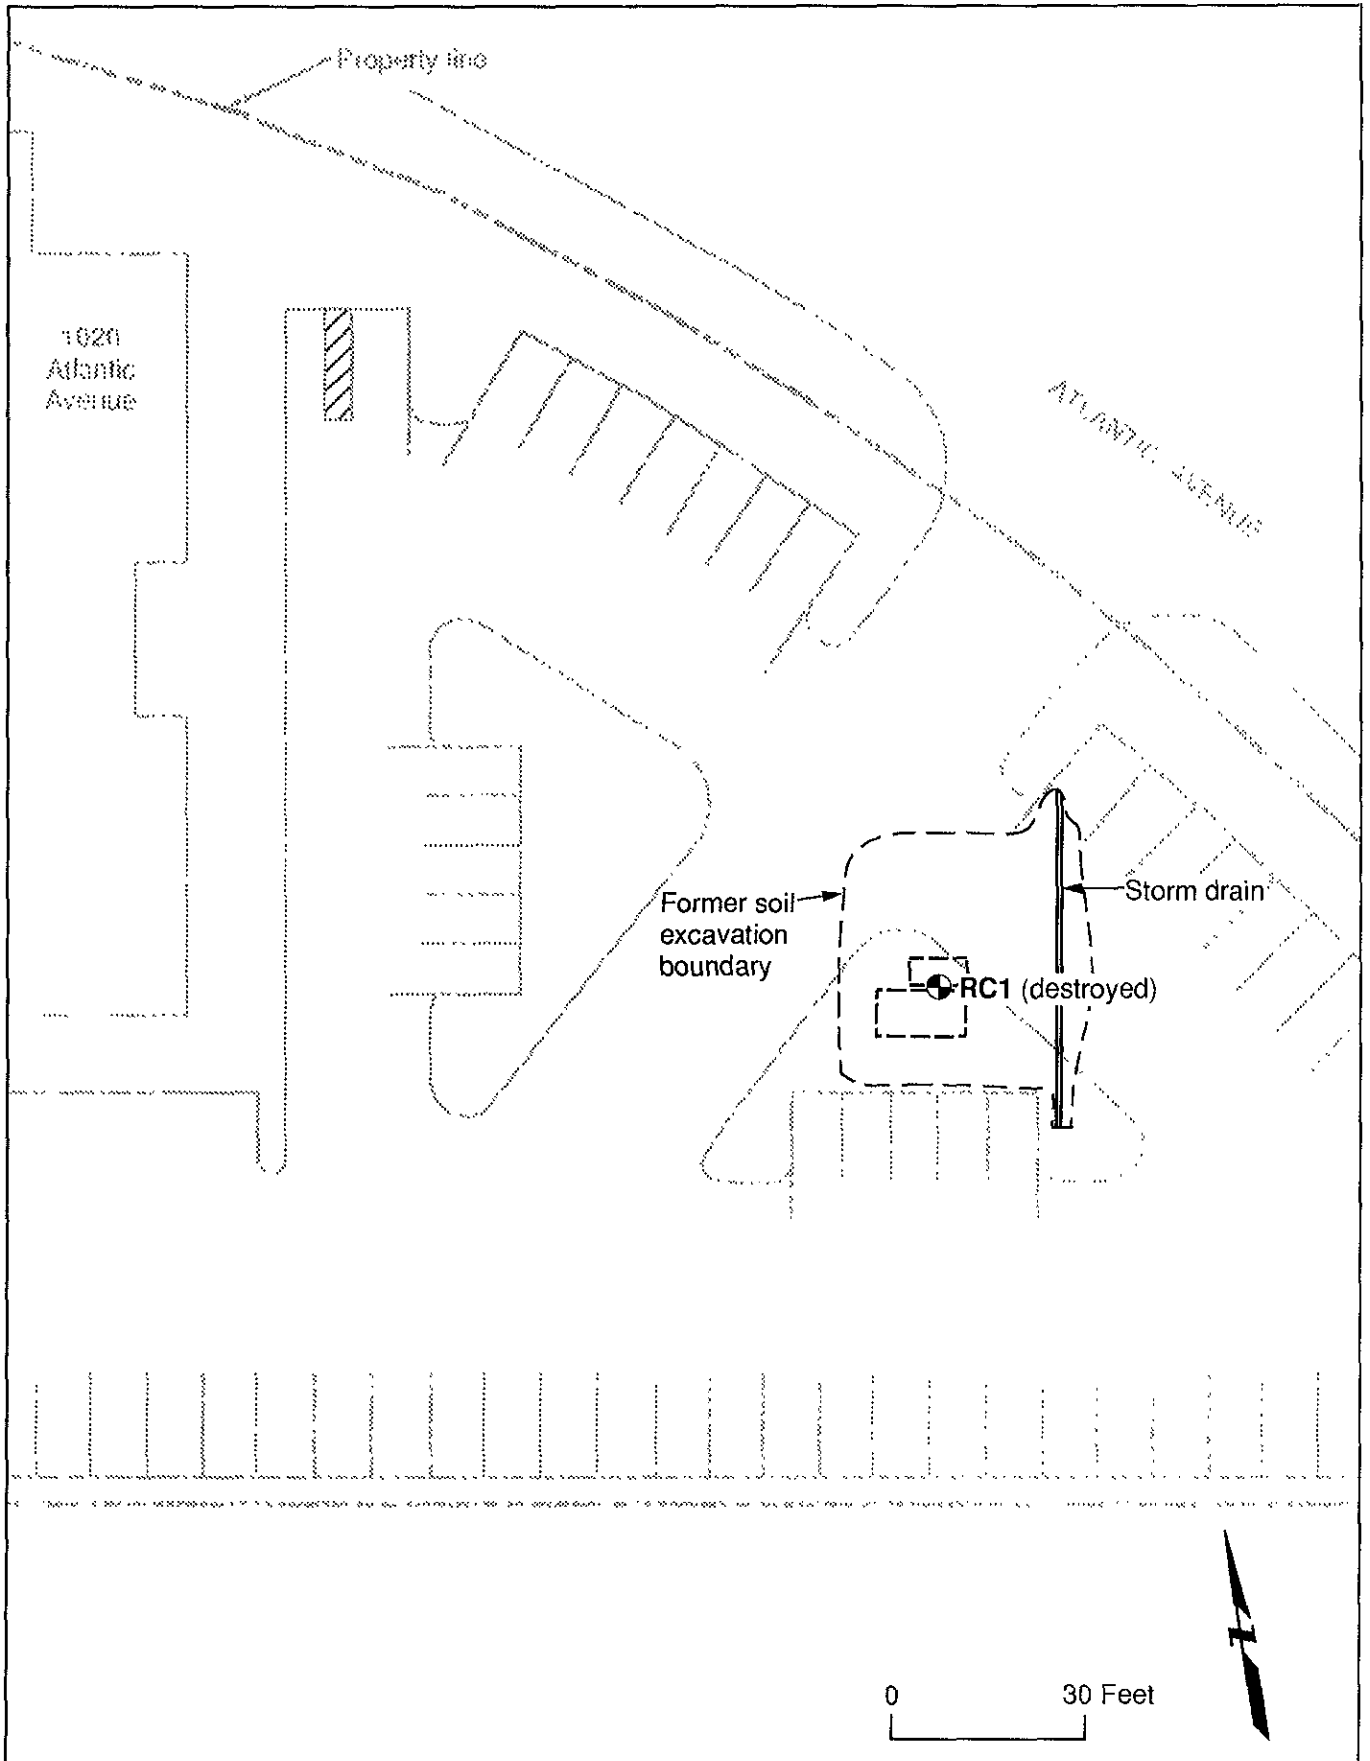 Property line
1020
Atlantic
Avenue
ATLANTIC AVENUE
Former soil
excavation
boundary
Storm drain
RC1 (destroyed)
0 30 Feet